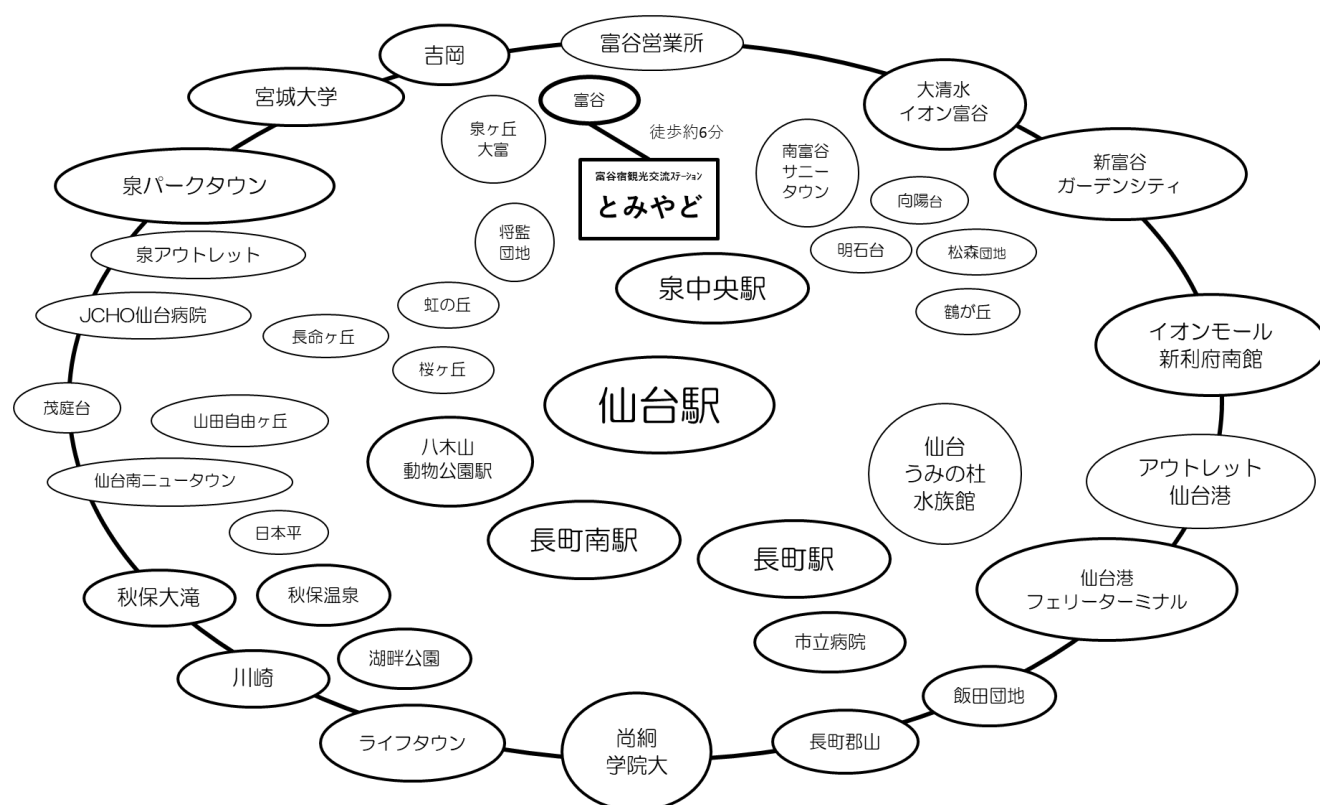 吉岡
富谷営業所
宮城大学
富谷
大清水
イオン富谷
泉ヶ丘
大富
徒歩約6分
南富谷
サニー
タウン
新富谷
ガーデンシティ
泉パークタウン
富谷宿観光交流ステーション
とみやど
向陽台
泉アウトレット
将監
団地
明石台
松森団地
泉中央駅
JCHO仙台病院
虹の丘
鶴が丘
長命ヶ丘
イオンモール
新利府南館
桜ヶ丘
仙台駅
茂庭台
山田自由ヶ丘
八木山
動物公園駅
仙台
うみの杜
水族館
仙台南ニュータウン
アウトレット
仙台港
日本平
長町南駅
長町駅
仙台港
フェリーターミナル
秋保大滝
秋保温泉
市立病院
川崎
湖畔公園
飯田団地
ライフタウン
尚絅
学院大
長町郡山